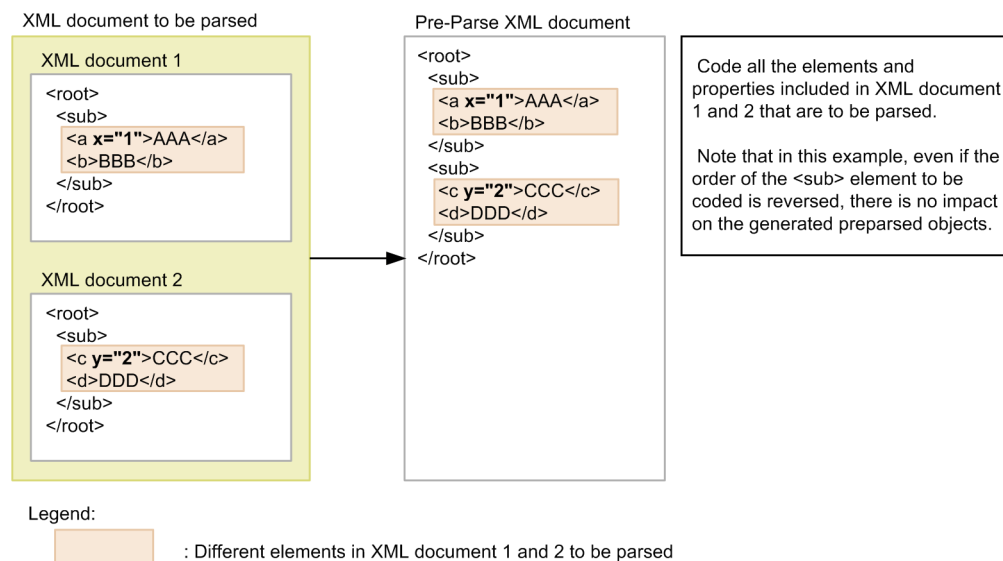 XML document to be parsed
XML document 1
<root>
<sub>
<a x="1">AAA</a>
<b>BBB</b>
</sub>
</root>
XML document 2
<root>
<sub>
<c y="2">CCC</c>
<d>DDD</d>
</sub>
</root>
Pre-Parse XML document
<root>
<sub>
<a x="1">AAA</a>
<b>BBB</b>
</sub>
<sub>
<c y="2">CCC</c>
<d>DDD</d>
</sub>
</root>
Code all the elements and
properties included in XML document
1 and 2 that are to be parsed.
Note that in this example, even if the
order of the <sub> element to be
coded is reversed, there is no impact
on the generated preparsed objects.
Legend:
: Different elements in XML document 1 and 2 to be parsed